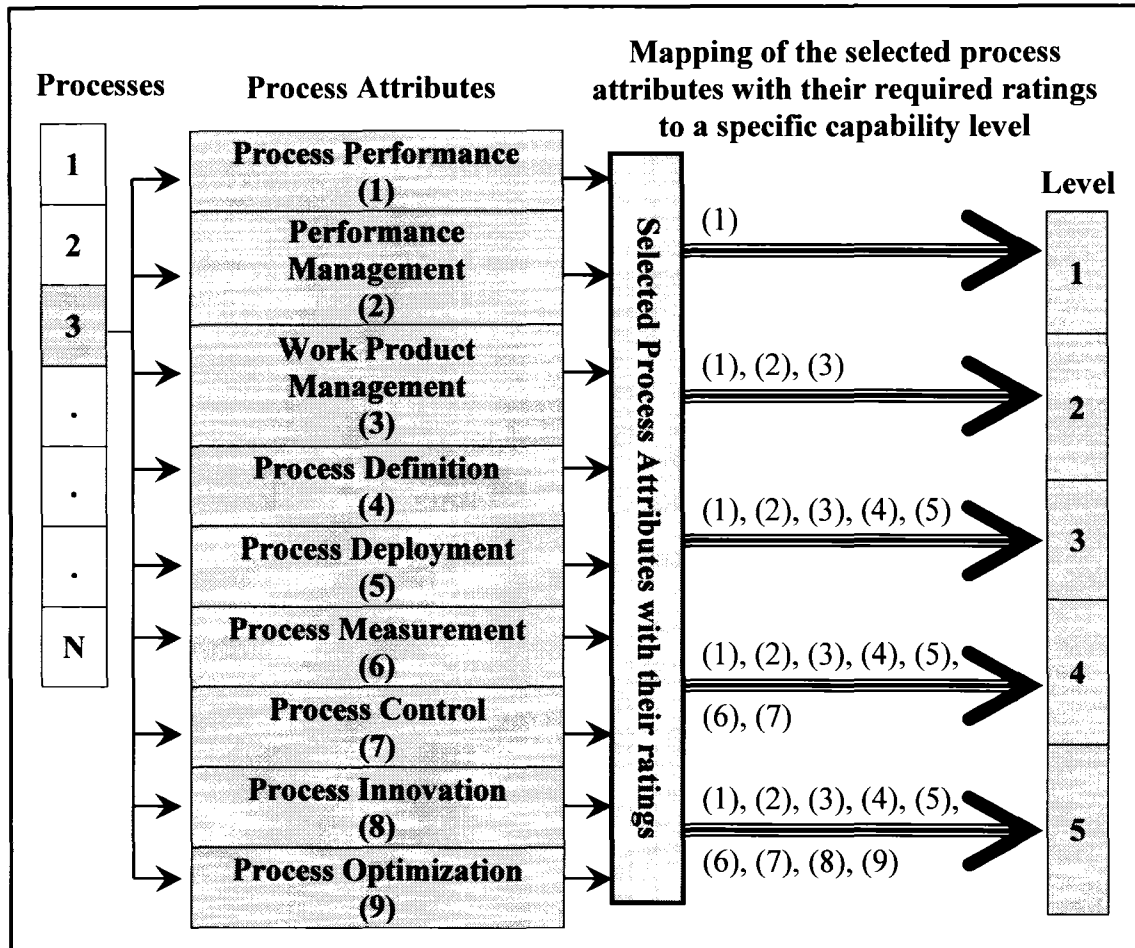 Mapping of the selected process
attributes with their required ratings
to a specific capability level
Processes
Process Attributes
Level
1
2
3
.
.
.
N
Process Performance
(1)
Performance
Management
(2)
Work Product
Management
(3)
Process Definition
(4)
Process Deployment
(5)
Process Measurement
(6)
Process Control
(7)
Process Innovation
(8)
Process Optimization
(9)
Selected Process Attributes with their ratings
(1)
(1), (2), (3)
(1), (2), (3), (4), (5)
(1), (2), (3), (4), (5),
(6), (7)
(1), (2), (3), (4), (5),
(6), (7), (8), (9)
1
2
3
4
5